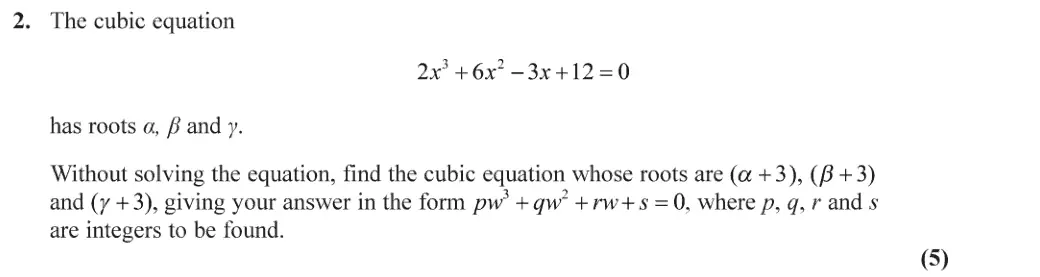 2. The cubic equation
2x³ + 6x² − 3x + 12 = 0
has roots α, β and γ.
Without solving the equation, find the cubic equation whose roots are (α + 3), (β + 3)
and (γ + 3), giving your answer in the form pw³ + qw² + rw + s = 0, where p, q, r and s
are integers to be found.
(5)